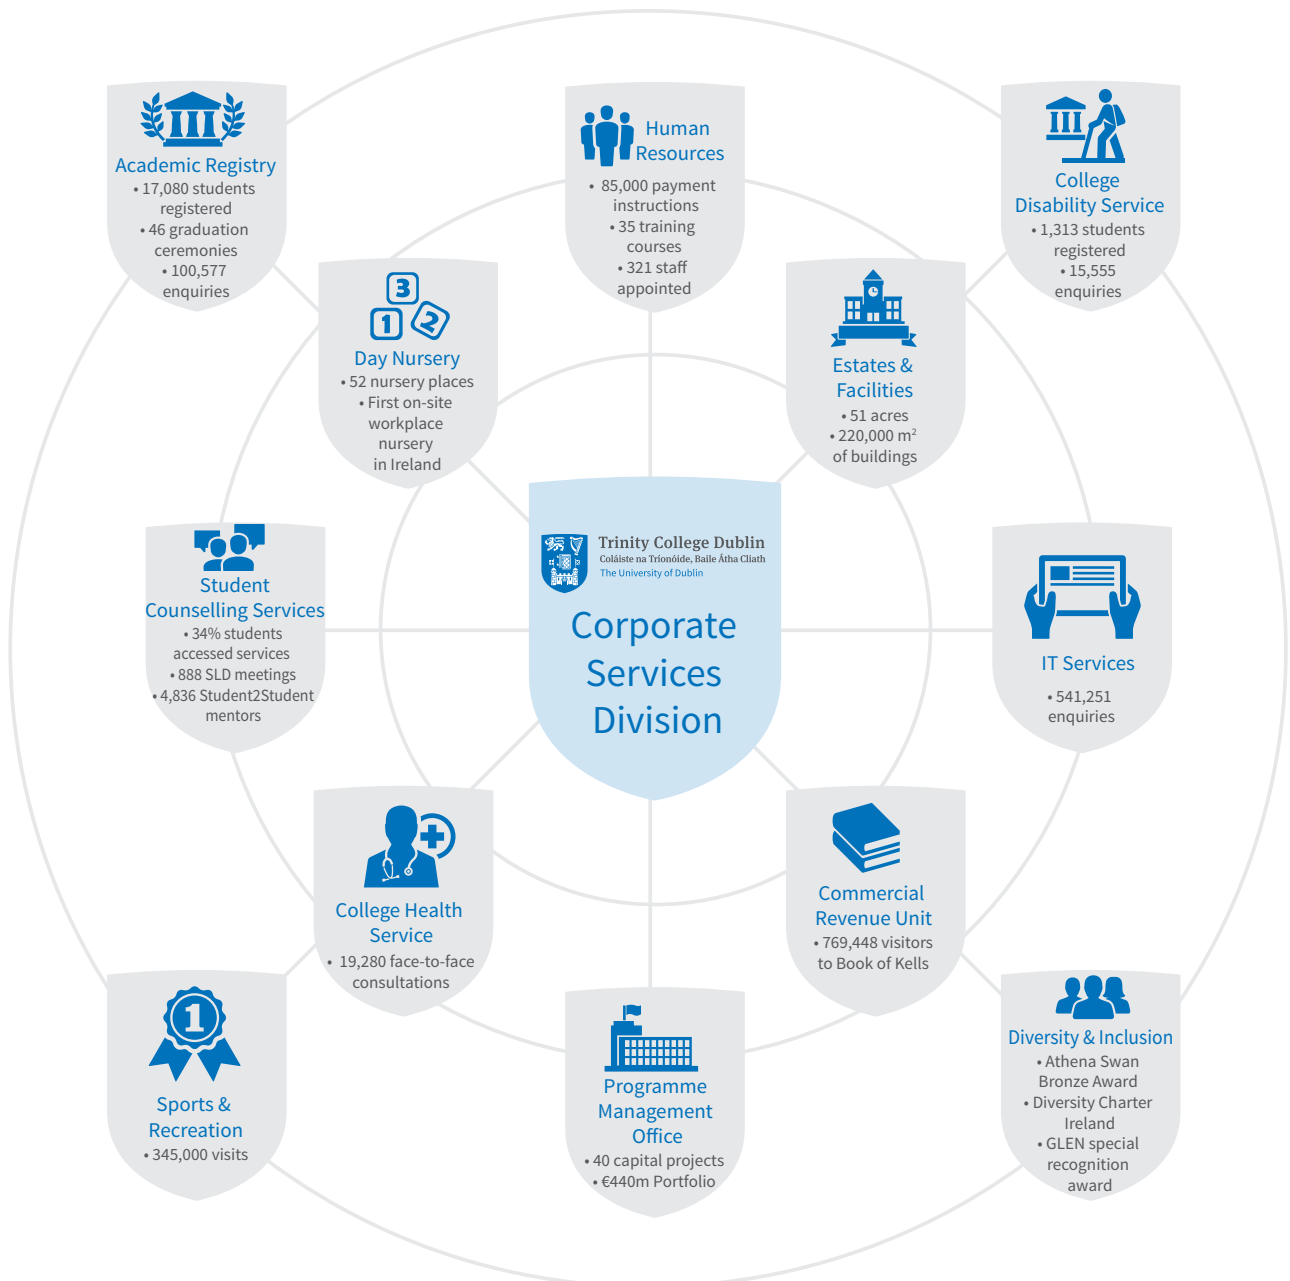 Academic Registry
• 17,080 students
registered
• 46 graduation
ceremonies
• 100,577
enquiries
Human
Resources
• 85,000 payment
instructions
• 35 training
courses
• 321 staff
appointed
College
Disability Service
• 1,313 students
registered
• 15,555
enquiries
3
1 2
Day Nursery
• 52 nursery places
• First on-site
workplace
nursery
in Ireland
Estates &
Facilities
• 51 acres
• 220,000 m²
of buildings
Student
Counselling Services
• 34% students
accessed services
• 888 SLD meetings
• 4,836 Student2Student
mentors
Trinity College Dublin
Coláiste na Tríonóide, Baile Átha Cliath
The University of Dublin
Corporate
Services
Division
IT Services
• 541,251
enquiries
College Health
Service
• 19,280 face-to-face
consultations
Commercial
Revenue Unit
• 769,448 visitors
to Book of Kells
1
Sports &
Recreation
• 345,000 visits
Programme
Management
Office
• 40 capital projects
• €440m Portfolio
Diversity & Inclusion
• Athena Swan
Bronze Award
• Diversity Charter
Ireland
• GLEN special
recognition
award